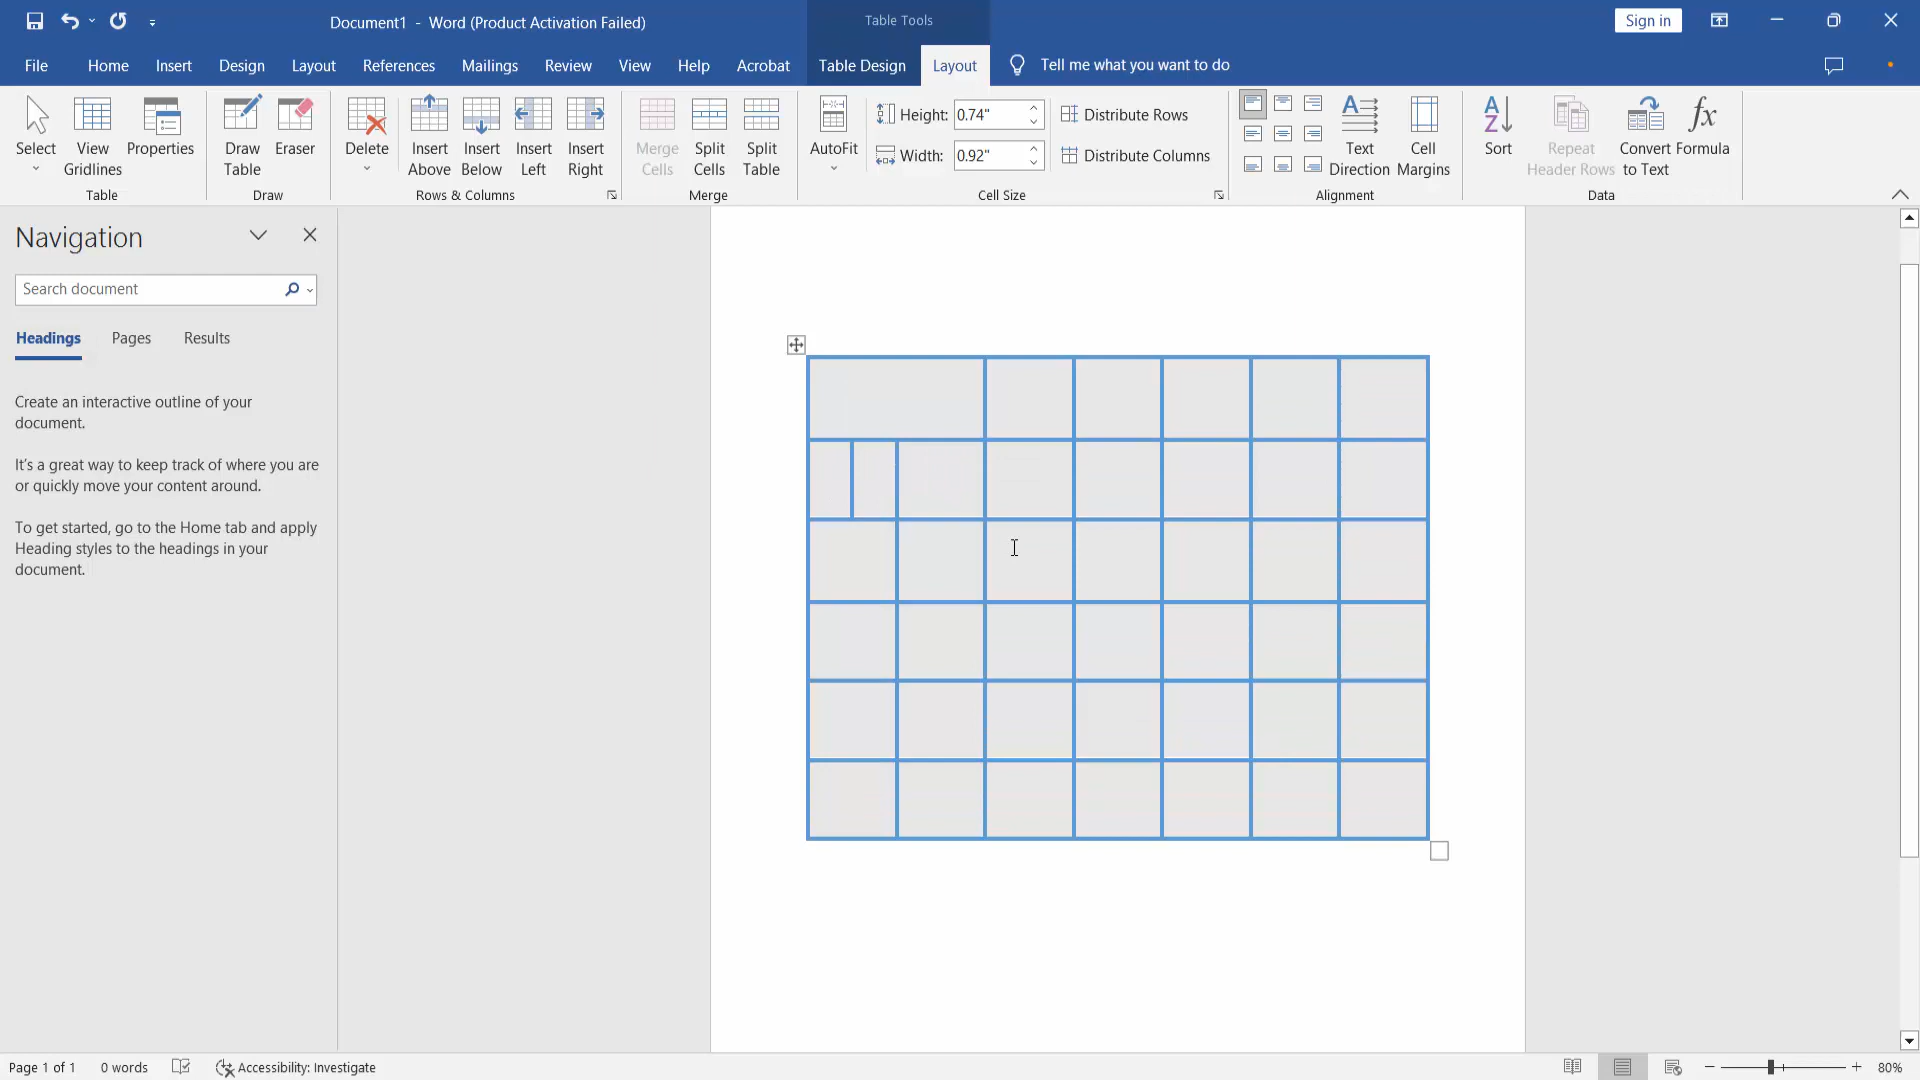 Document1 - Word (Product Activation Failed)
Table Tools
Sign in
File Home Insert Design Layout References Mailings Review View Help Acrobat Table Design Layout Tell me what you want to do
Select
View
Gridlines
Properties
Table
Draw
Table
Eraser
Draw
Delete
Insert
Above
Insert
Below
Insert
Left
Insert
Right
Rows & Columns
Merge
Cells
Split
Cells
Split
Table
Merge
AutoFit
Height: 0.74"
Width: 0.92"
Distribute Rows
Distribute Columns
Cell Size
Text
Direction
Cell
Margins
Alignment
A
Z
Sort
Repeat
Header Rows
Convert
to Text
fx
Formula
Data
Navigation
Search document
Headings Pages Results
Create an interactive outline of your
document.
It's a great way to keep track of where you are
or quickly move your content around.
To get started, go to the Home tab and apply
Heading styles to the headings in your
document.
Page 1 of 1 0 words Accessibility: Investigate 80%